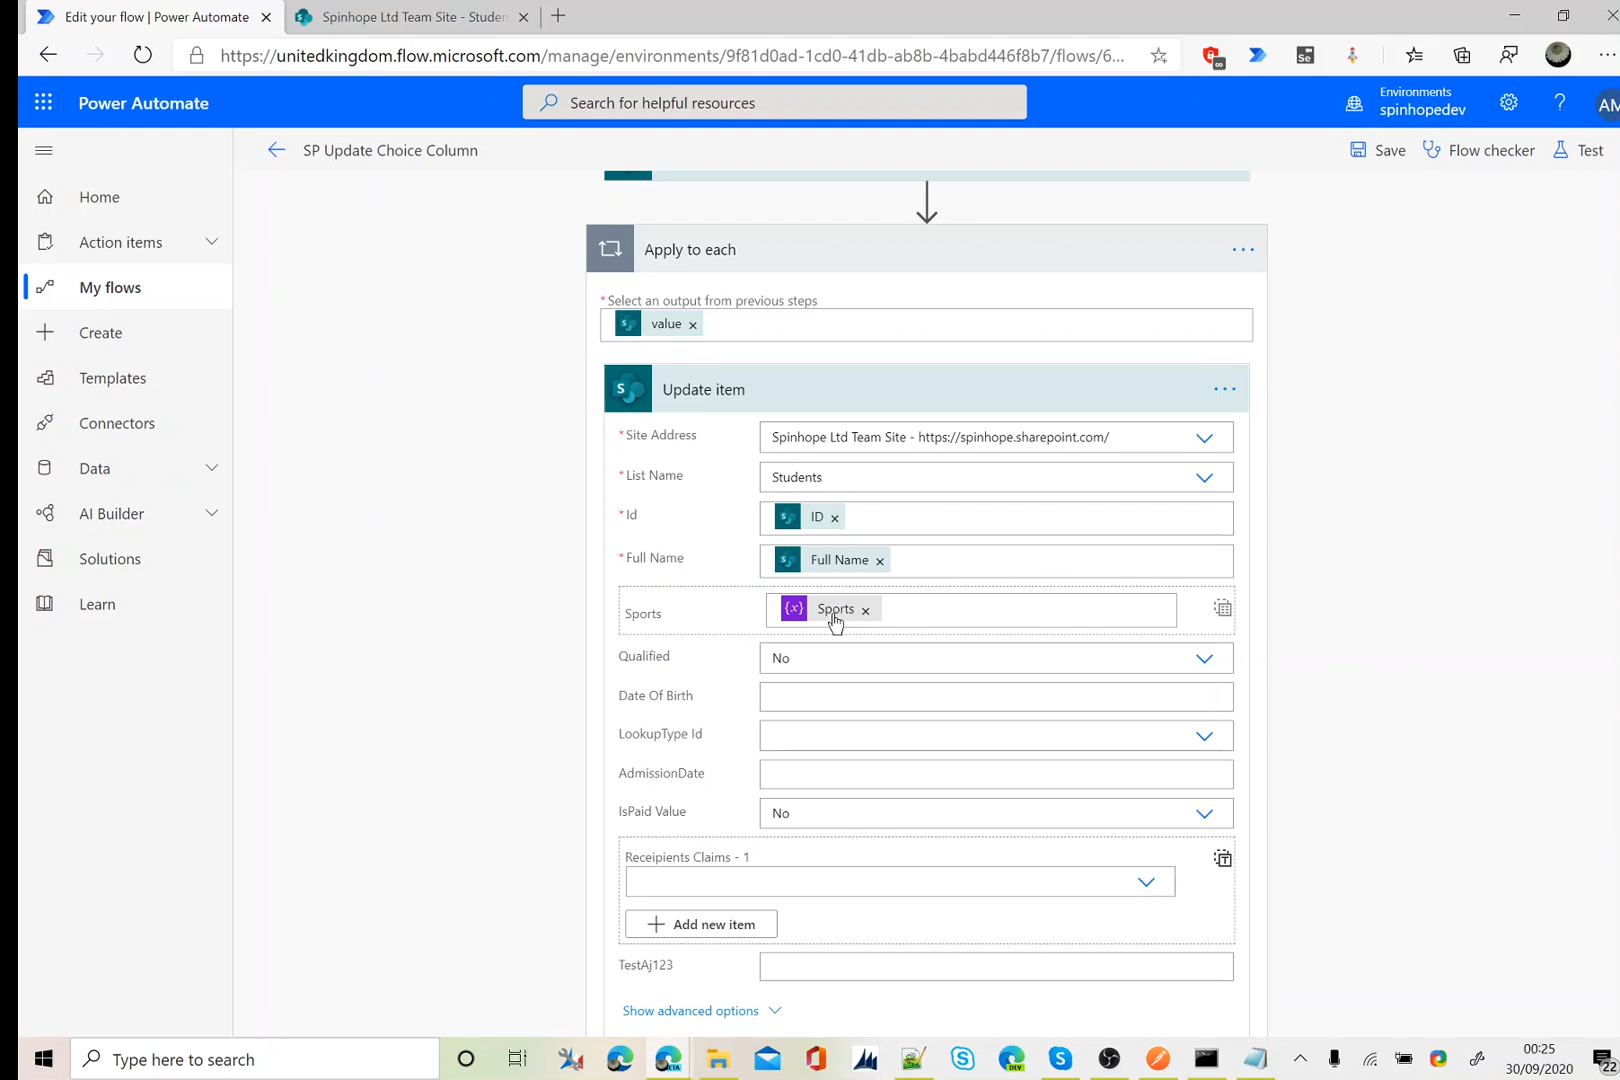 Edit your flow | Power Automate
Spinhope Ltd Team Site - Studen
https://unitedkingdom.flow.microsoft.com/manage/environments/9f81d0ad-1cd0-41db-ab8b-4babd446f8b7/flows/6...
Power Automate
Search for helpful resources
Environments
spinhopedev
AM
SP Update Choice Column
Save
Flow checker
Test
Home
Action items
My flows
Create
Templates
Connectors
Data
AI Builder
Solutions
Learn
Apply to each
*Select an output from previous steps
value
Update item
*Site Address
Spinhope Ltd Team Site - https://spinhope.sharepoint.com/
*List Name
Students
*Id
ID
*Full Name
Full Name
Sports
{x} Sports
Qualified
No
Date Of Birth
LookupType Id
AdmissionDate
IsPaid Value
No
Receipients Claims - 1
Add new item
TestAj123
Show advanced options
Type here to search
00:25
30/09/2020
22